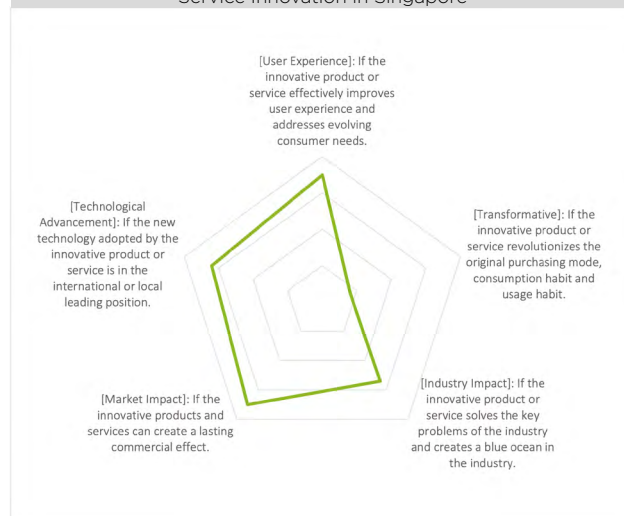 Service Innovation in Singapore
[User Experience]: If the
innovative product or
service effectively improves
user experience and
addresses evolving
consumer needs.
[Technological
Advancement]: If the new
technology adopted by the
innovative product or
service is in the
international or local
leading position.
[Transformative]: If the
innovative product or
service revolutionizes the
original purchasing mode,
consumption habit and
usage habit.
[Market Impact]: If the
innovative products and
services can create a lasting
commercial effect.
[Industry Impact]: If the
innovative product or
service solves the key
problems of the industry
and creates a blue ocean in
the industry.